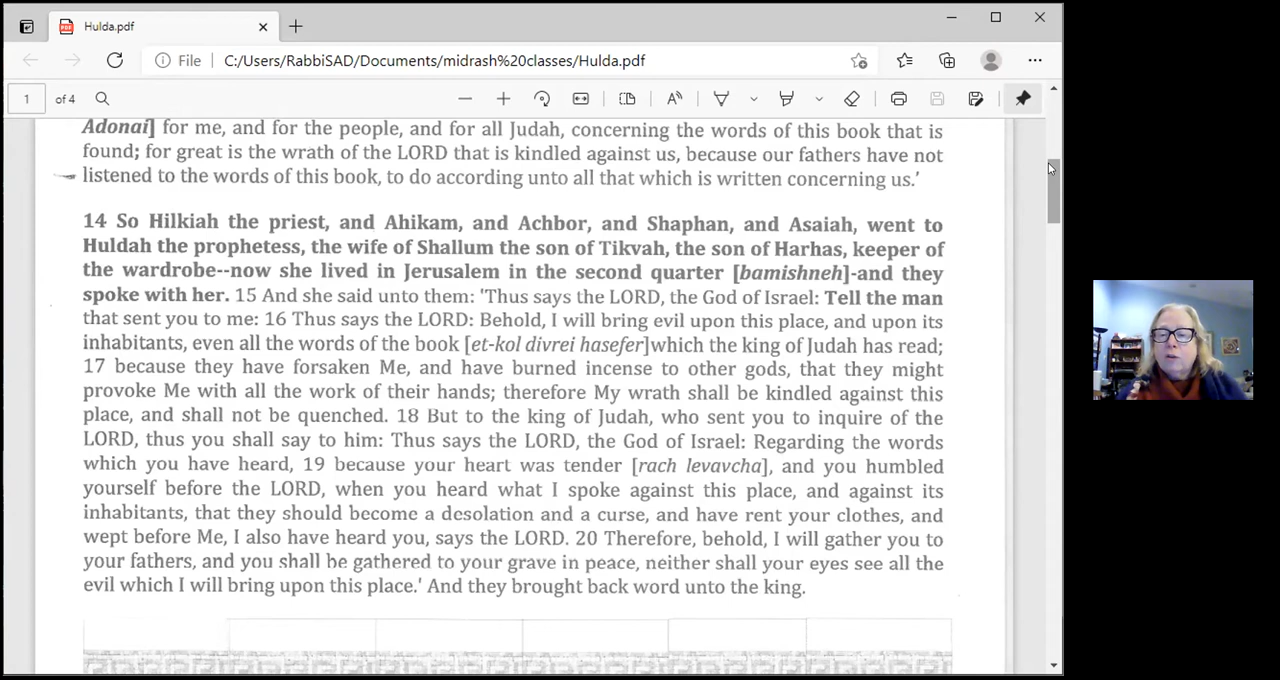 Hulda.pdf
File
C:/Users/RabbiSAD/Documents/midrash%20classes/Hulda.pdf
1 of 4
Adonai] for me, and for the people, and for all Judah, concerning the words of this book that is
found; for great is the wrath of the LORD that is kindled against us, because our fathers have not
listened to the words of this book, to do according unto all that which is written concerning us.’
14 So Hilkiah the priest, and Ahikam, and Achbor, and Shaphan, and Asaiah, went to
Huldah the prophetess, the wife of Shallum the son of Tikvah, the son of Harhas, keeper of
the wardrobe--now she lived in Jerusalem in the second quarter [bamishneh]-and they
spoke with her. 15 And she said unto them: ‘Thus says the LORD, the God of Israel: Tell the man
that sent you to me: 16 Thus says the LORD: Behold, I will bring evil upon this place, and upon its
inhabitants, even all the words of the book [et-kol divrei hasefer]which the king of Judah has read;
17 because they have forsaken Me, and have burned incense to other gods, that they might
provoke Me with all the work of their hands; therefore My wrath shall be kindled against this
place, and shall not be quenched. 18 But to the king of Judah, who sent you to inquire of the
LORD, thus you shall say to him: Thus says the LORD, the God of Israel: Regarding the words
which you have heard, 19 because your heart was tender [rach levavcha], and you humbled
yourself before the LORD, when you heard what I spoke against this place, and against its
inhabitants, that they should become a desolation and a curse, and have rent your clothes, and
wept before Me, I also have heard you, says the LORD. 20 Therefore, behold, I will gather you to
your fathers, and you shall be gathered to your grave in peace, neither shall your eyes see all the
evil which I will bring upon this place.’ And they brought back word unto the king.